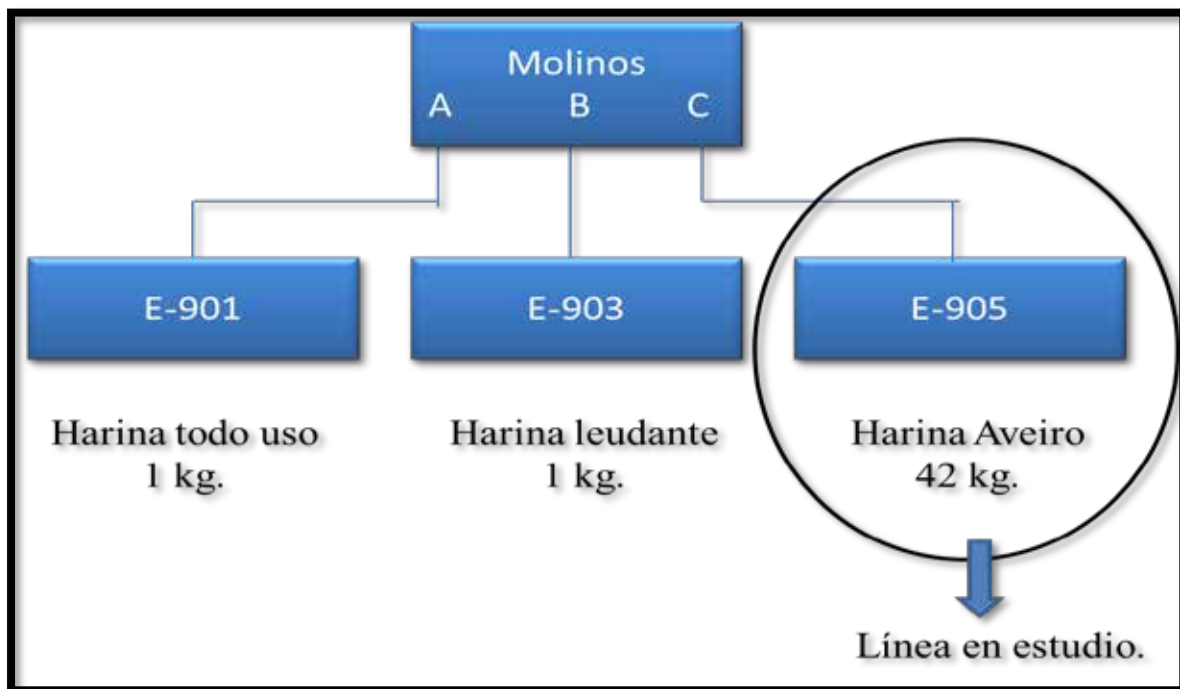 Molinos
A B C
E-901
E-903
E-905
Harina todo uso
1 kg.
Harina leudante
1 kg.
Harina Aveiro
42 kg.
Línea en estudio.